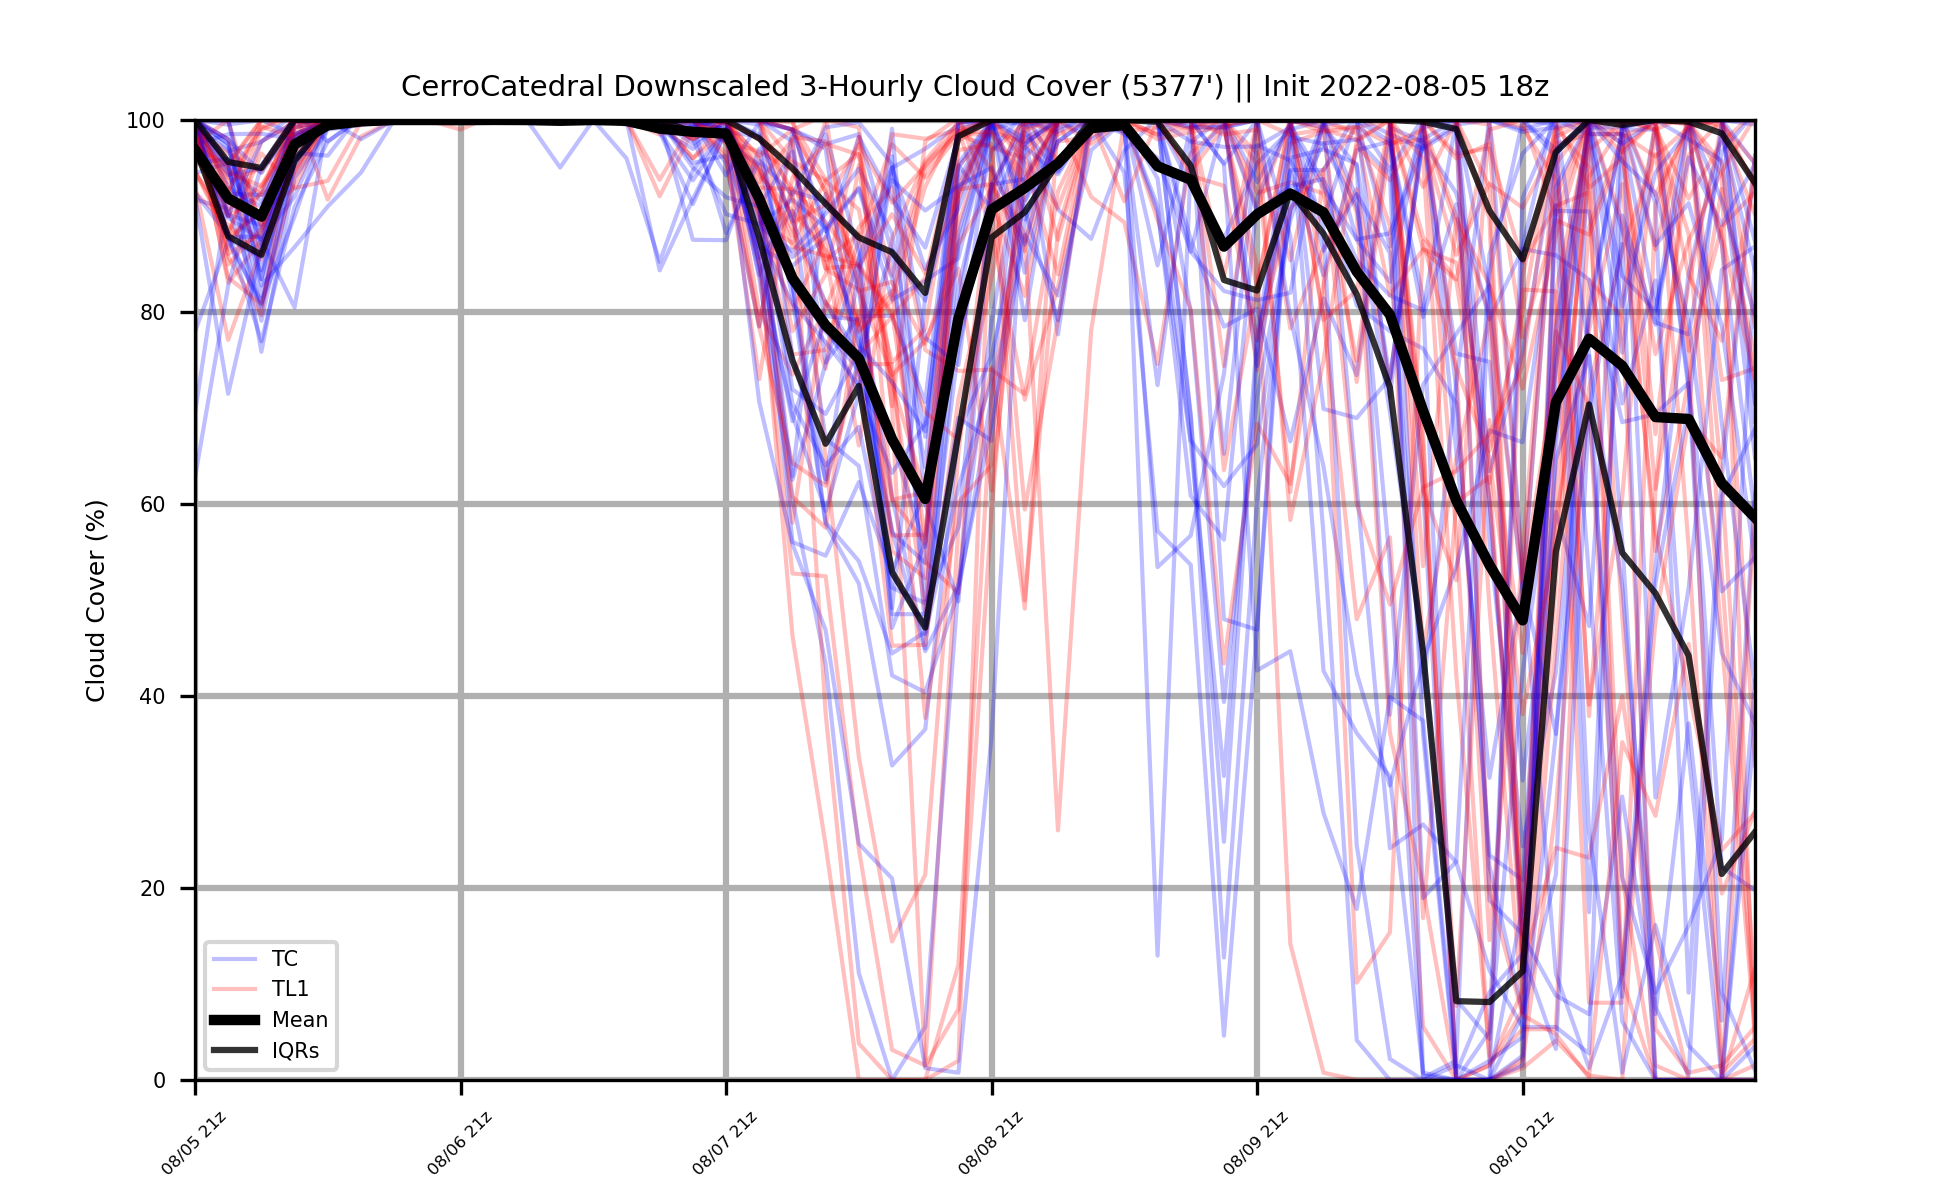 CerroCatedral Downscaled 3-Hourly Cloud Cover (5377') || Init 2022-08-05 18z
Cloud Cover (%)
100
80
60
40
20
0
TC
TL1
Mean
IQRs
08/05 21z
08/06 21z
08/07 21z
08/08 21z
08/09 21z
08/10 21z